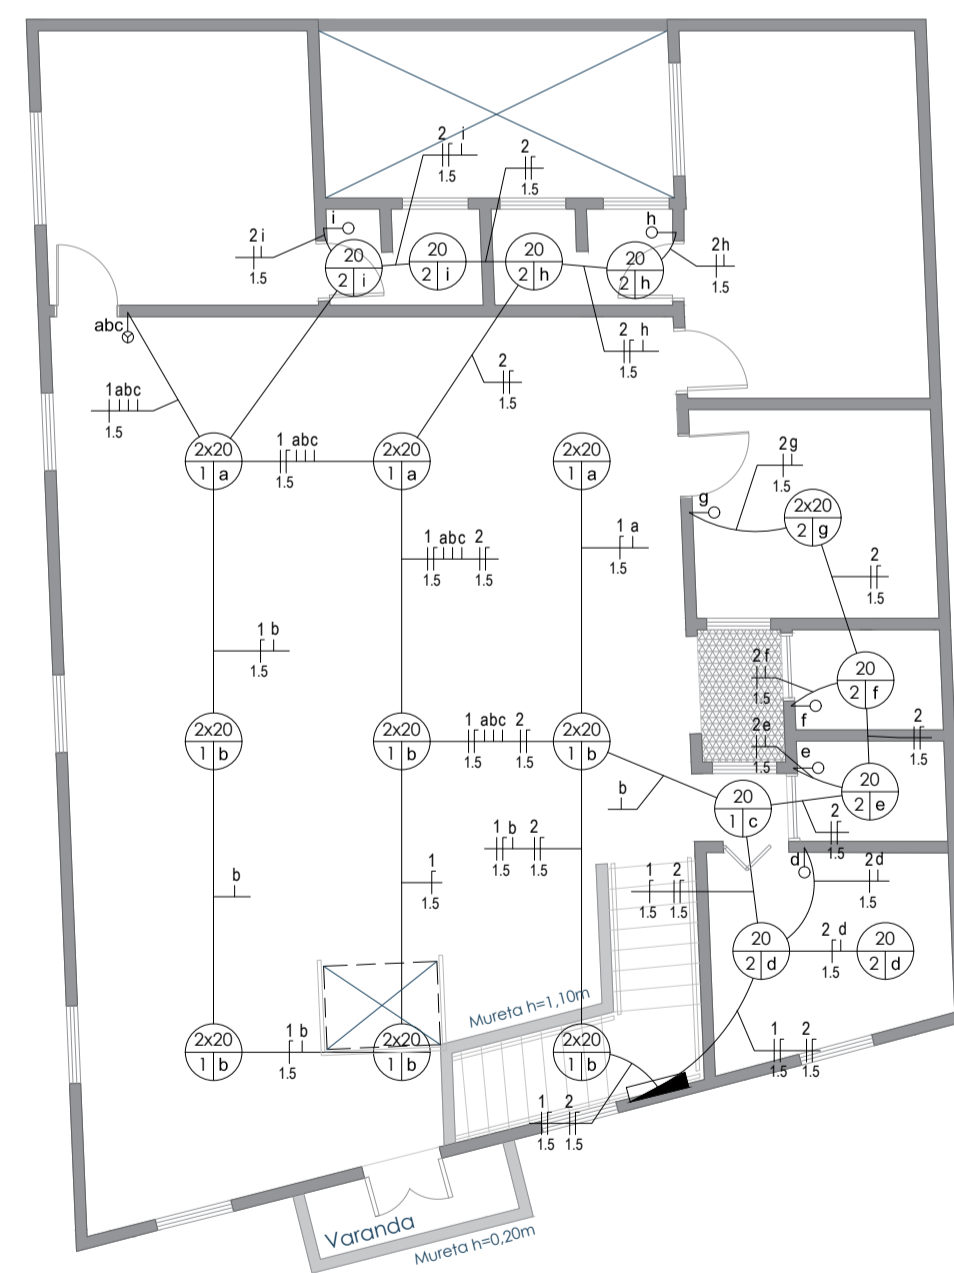 2 i
1.5
2
1.5
i
h
2 i
1.5
2h
1.5
20
2 i
20
2 i
20
2 h
20
2 h
abc
2 h
1.5
2
1.5
1abc
1.5
1 abc
1.5
2x20
1 a
2x20
1 a
2x20
1 a
2g
1.5
g
2x20
2 g
1 abc 2
1.5 1.5
1 a
1.5
2
1.5
1 b
1.5
2f
1.5
20
2 f
f
2x20
1 b
2x20
1 b
1 abc 2
1.5 1.5
2x20
1 b
2e
1.5
e
2
1.5
20
2 e
b
20
1 c
2
1.5
1 b 2
1.5 1.5
d
2d
1.5
b
1
1.5
1 2
1.5 1.5
20
2 d
2 d
1.5
20
2 d
Mureta h=1,10m
2x20
1 b
1 b
1.5
2x20
1 b
2x20
1 b
1 2
1.5 1.5
1 2
1.5 1.5
Varanda
Mureta h=0,20m